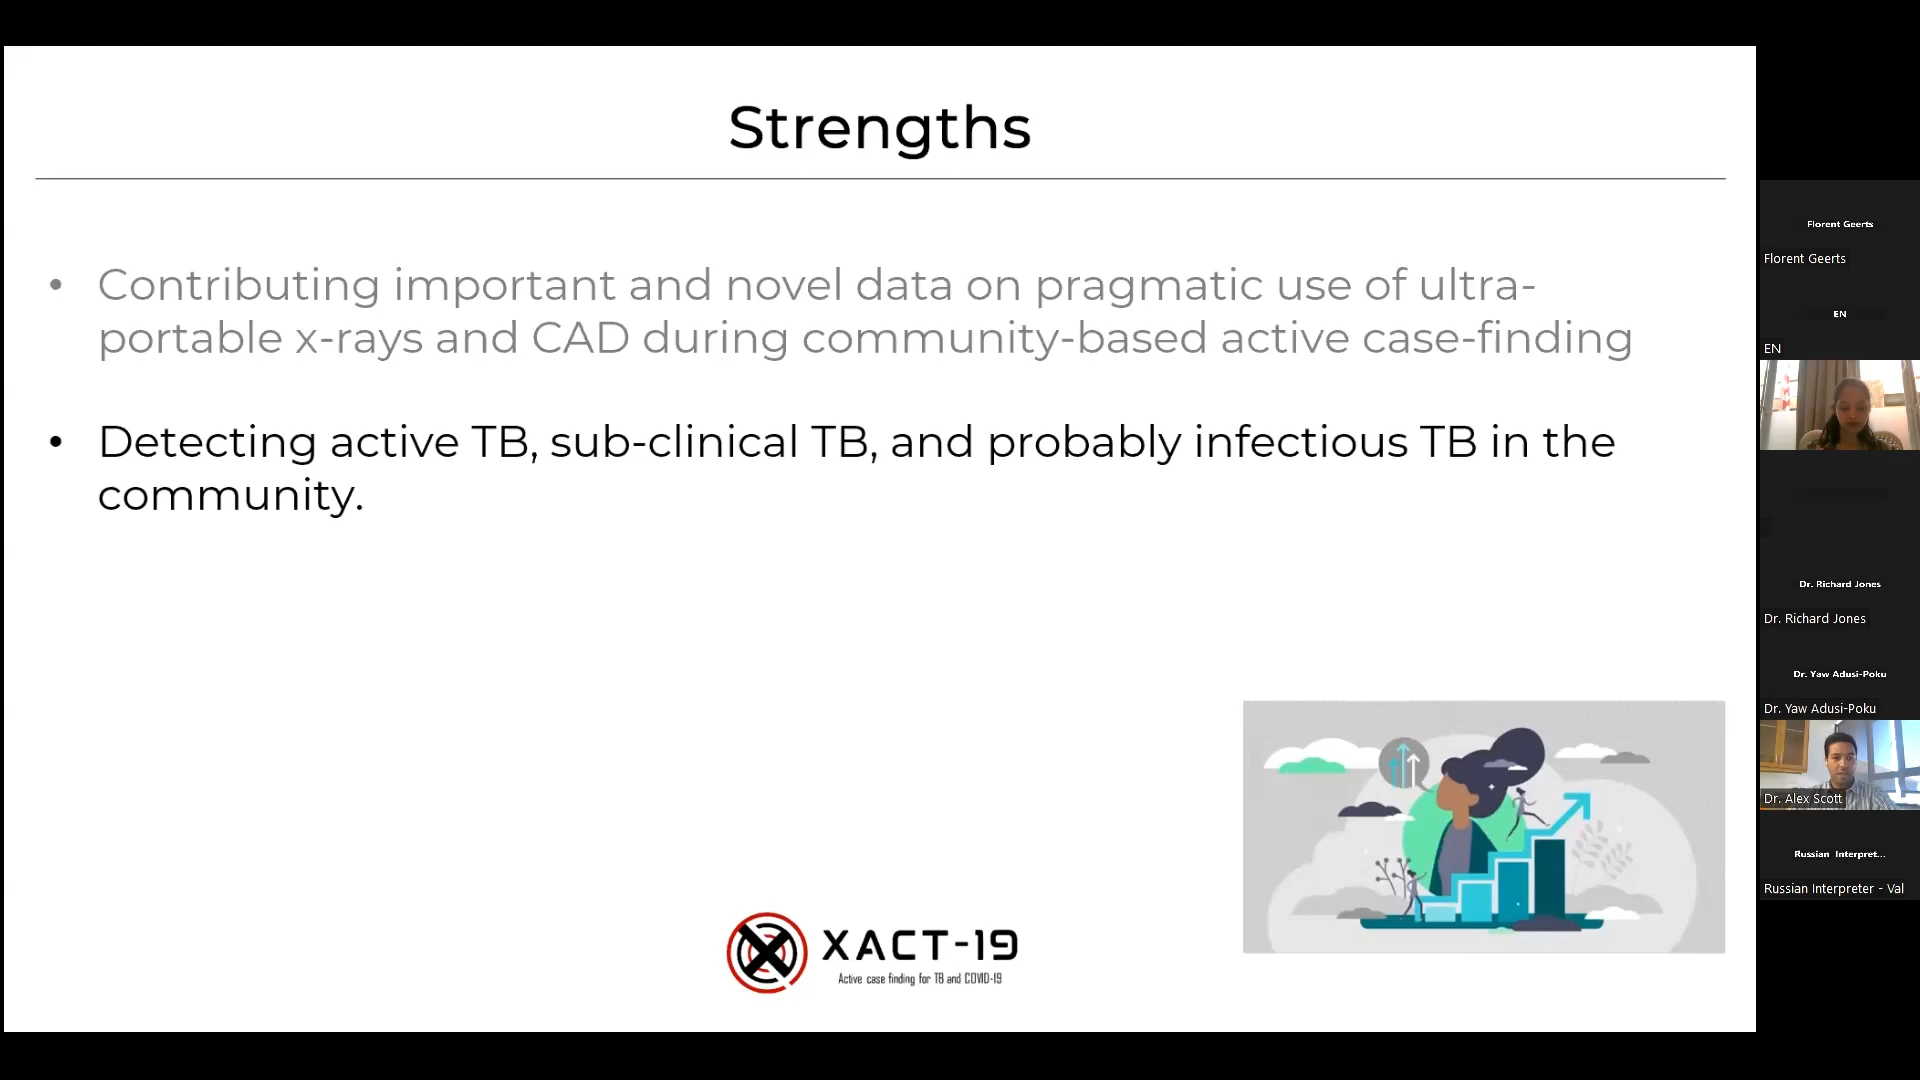 Strengths
• Contributing important and novel data on pragmatic use of ultra-
portable x-rays and CAD during community-based active case-finding
• Detecting active TB, sub-clinical TB, and probably infectious TB in the
community.
XACT-19
Active case finding for TB and COVID-19
Florent Geerts
Florent Geerts
EN
EN
Dr. Richard Jones
Dr. Richard Jones
Dr. Yaw Adusi-Poku
Dr. Yaw Adusi-Poku
Dr. Alex Scott
Russian Interpret...
Russian Interpreter - Val